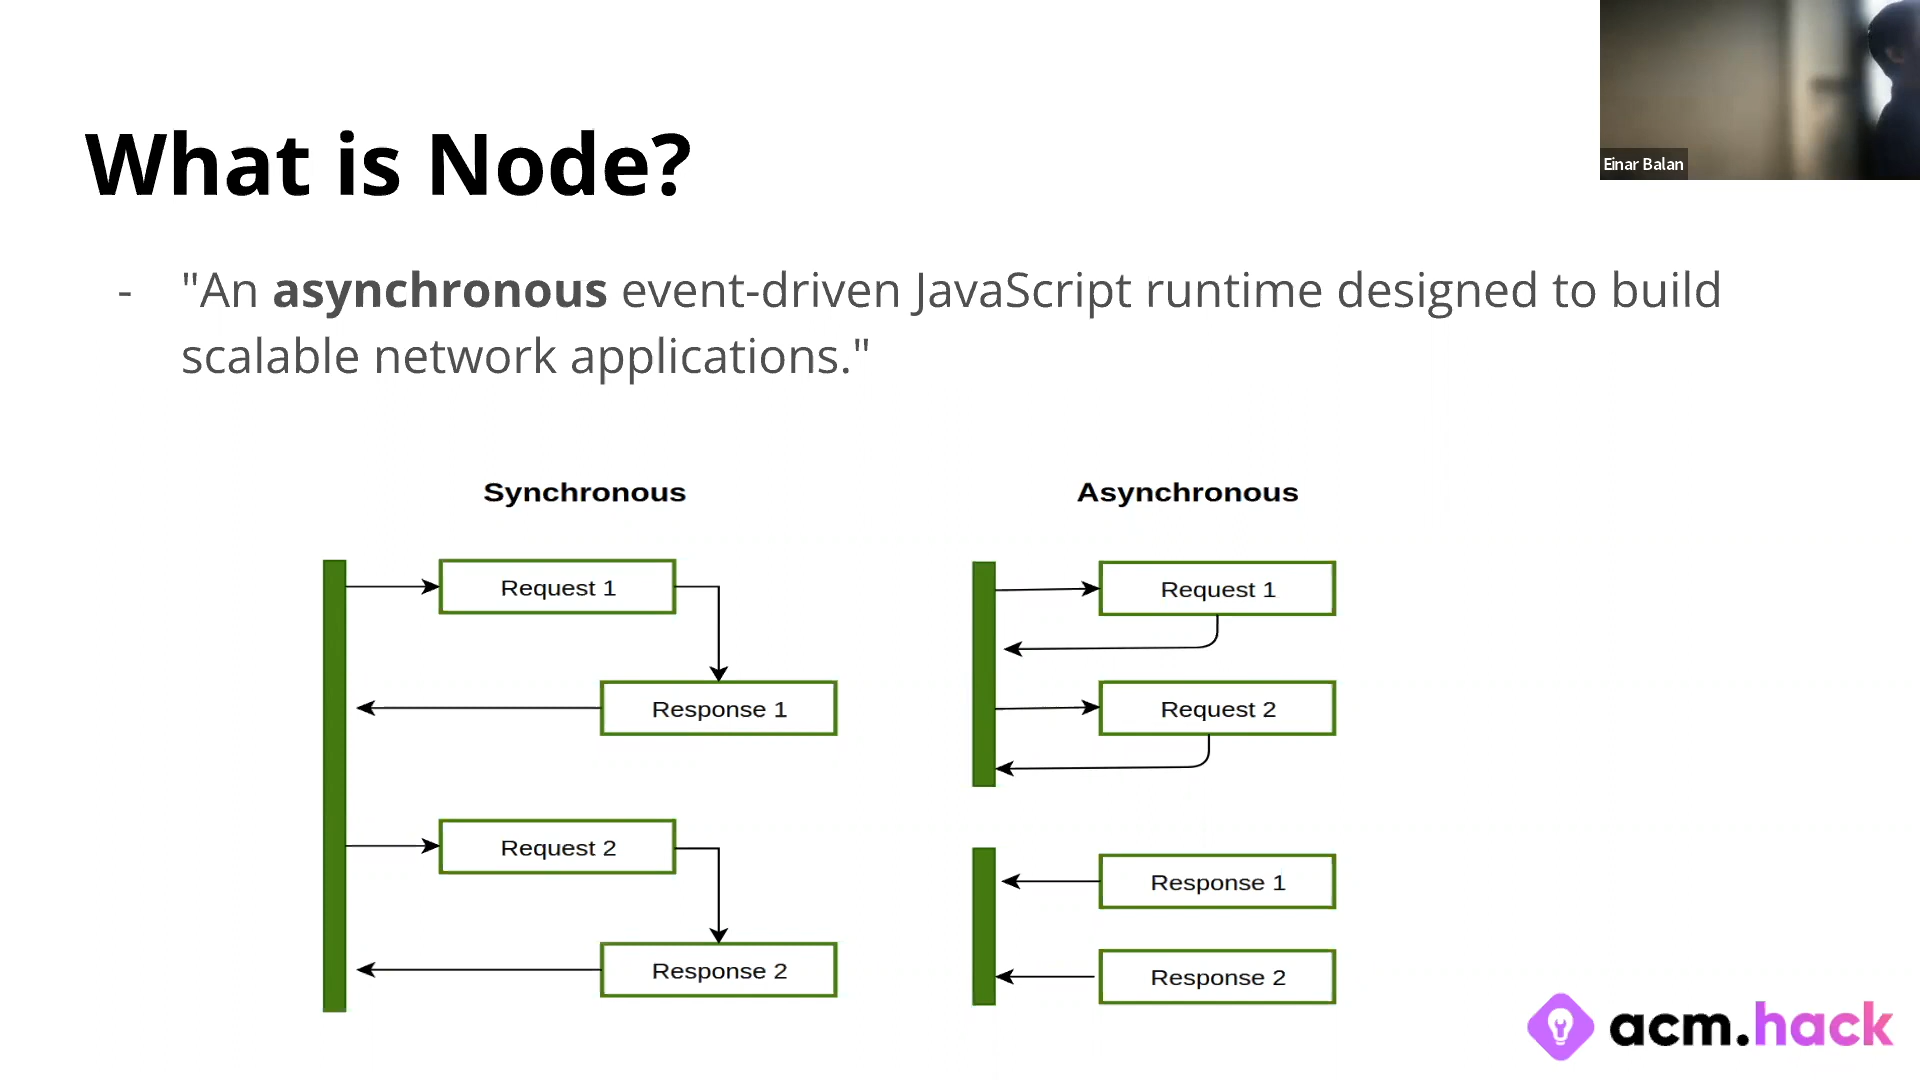 What is Node?
Einar Balan
- "An asynchronous event-driven JavaScript runtime designed to build
scalable network applications."
Synchronous
Request 1
Response 1
Request 2
Response 2
Asynchronous
Request 1
Request 2
Response 1
Response 2
acm.hack